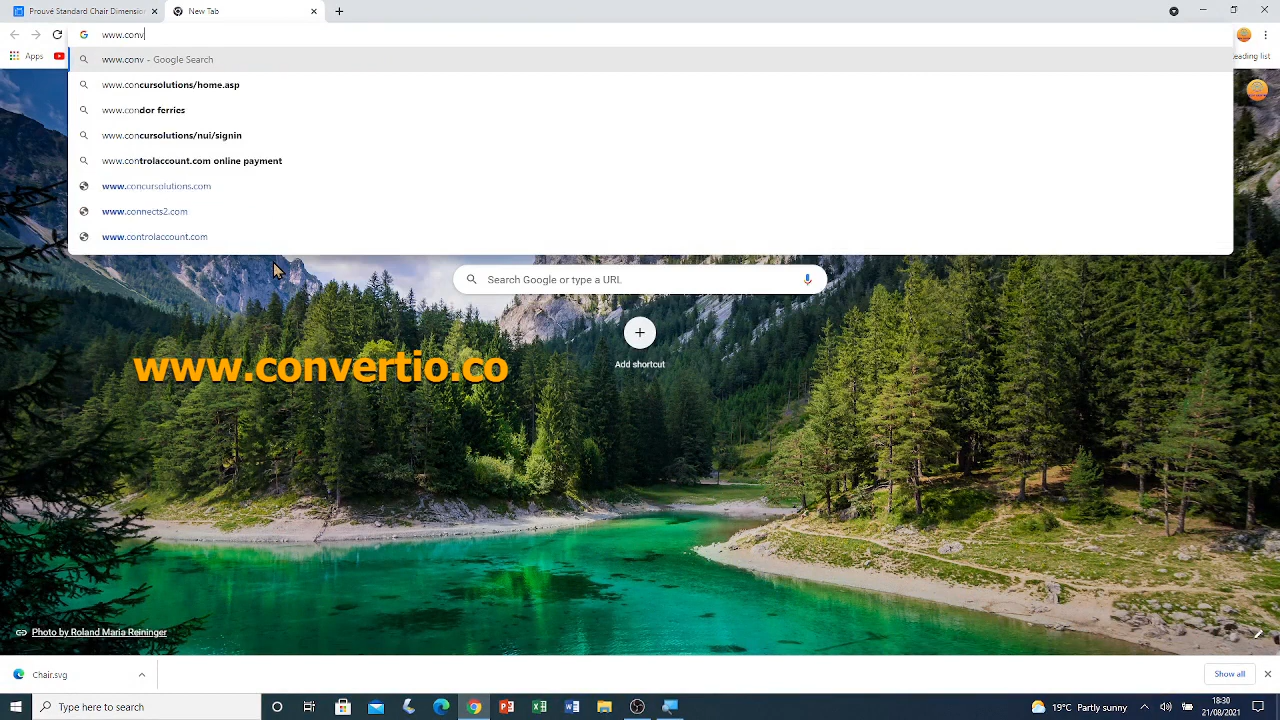 Prouvé Standard Chair Dimensio
New Tab
www.conv
Apps
eading list
www.conv - Google Search
www.concursolutions/home.asp
www.condor ferries
www.concursolutions/nui/signin
www.controlaccount.com online payment
www.concursolutions.com
www.connects2.com
www.controlaccount.com
Search Google or type a URL
Add shortcut
www.convertio.co
Photo by Roland Maria Reininger
Chair.svg
Show all
Type here to search
19°C Partly sunny
18:30
21/08/2021